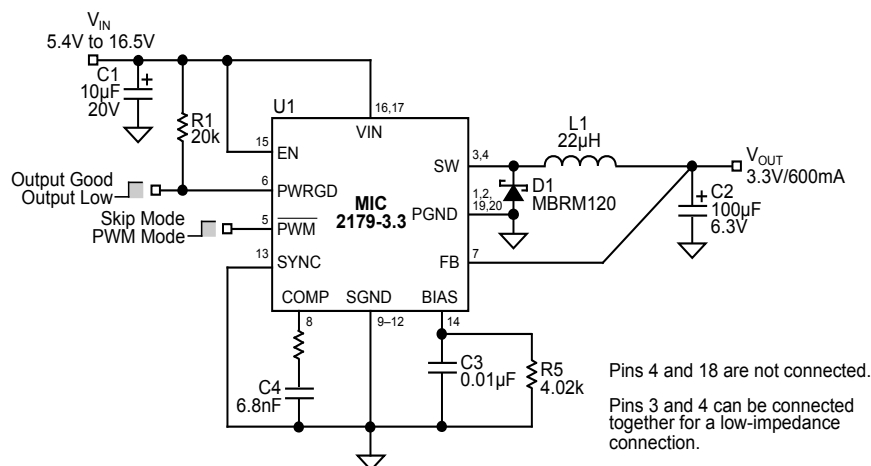 VIN
5.4V to 16.5V
C1
10µF
20V
R1
20k
U1
16,17
VIN
15
EN
SW
3,4
L1
22µH
VOUT
3.3V/600mA
Output Good
Output Low
6
PWRGD
MIC
2179-3.3
PGND
1,2,
19,20
D1
MBRM120
C2
100µF
6.3V
Skip Mode
PWM Mode
5
PWM
13
SYNC
FB
7
COMP
SGND
BIAS
8
9–12
14
C4
6.8nF
C3
0.01µF
R5
4.02k
Pins 4 and 18 are not connected.
Pins 3 and 4 can be connected
together for a low-impedance
connection.